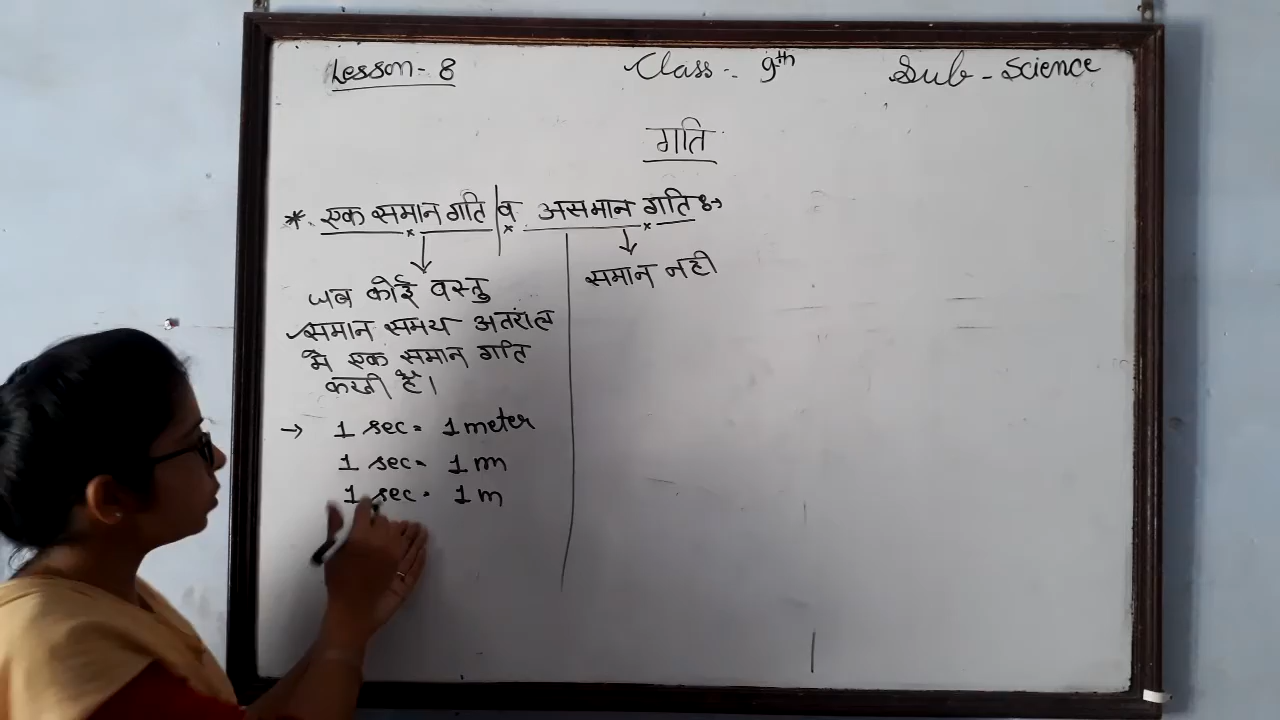 Lesson - 8 Class - 9th Sub - Science
गति
* एक समान गति व असमान गति :→
जब कोई वस्तु
समान समय अतंराल
मे एक समान गति
करती है।
→ 1 sec = 1 meter
1 sec = 1 m
1 sec = 1 m
समान नही